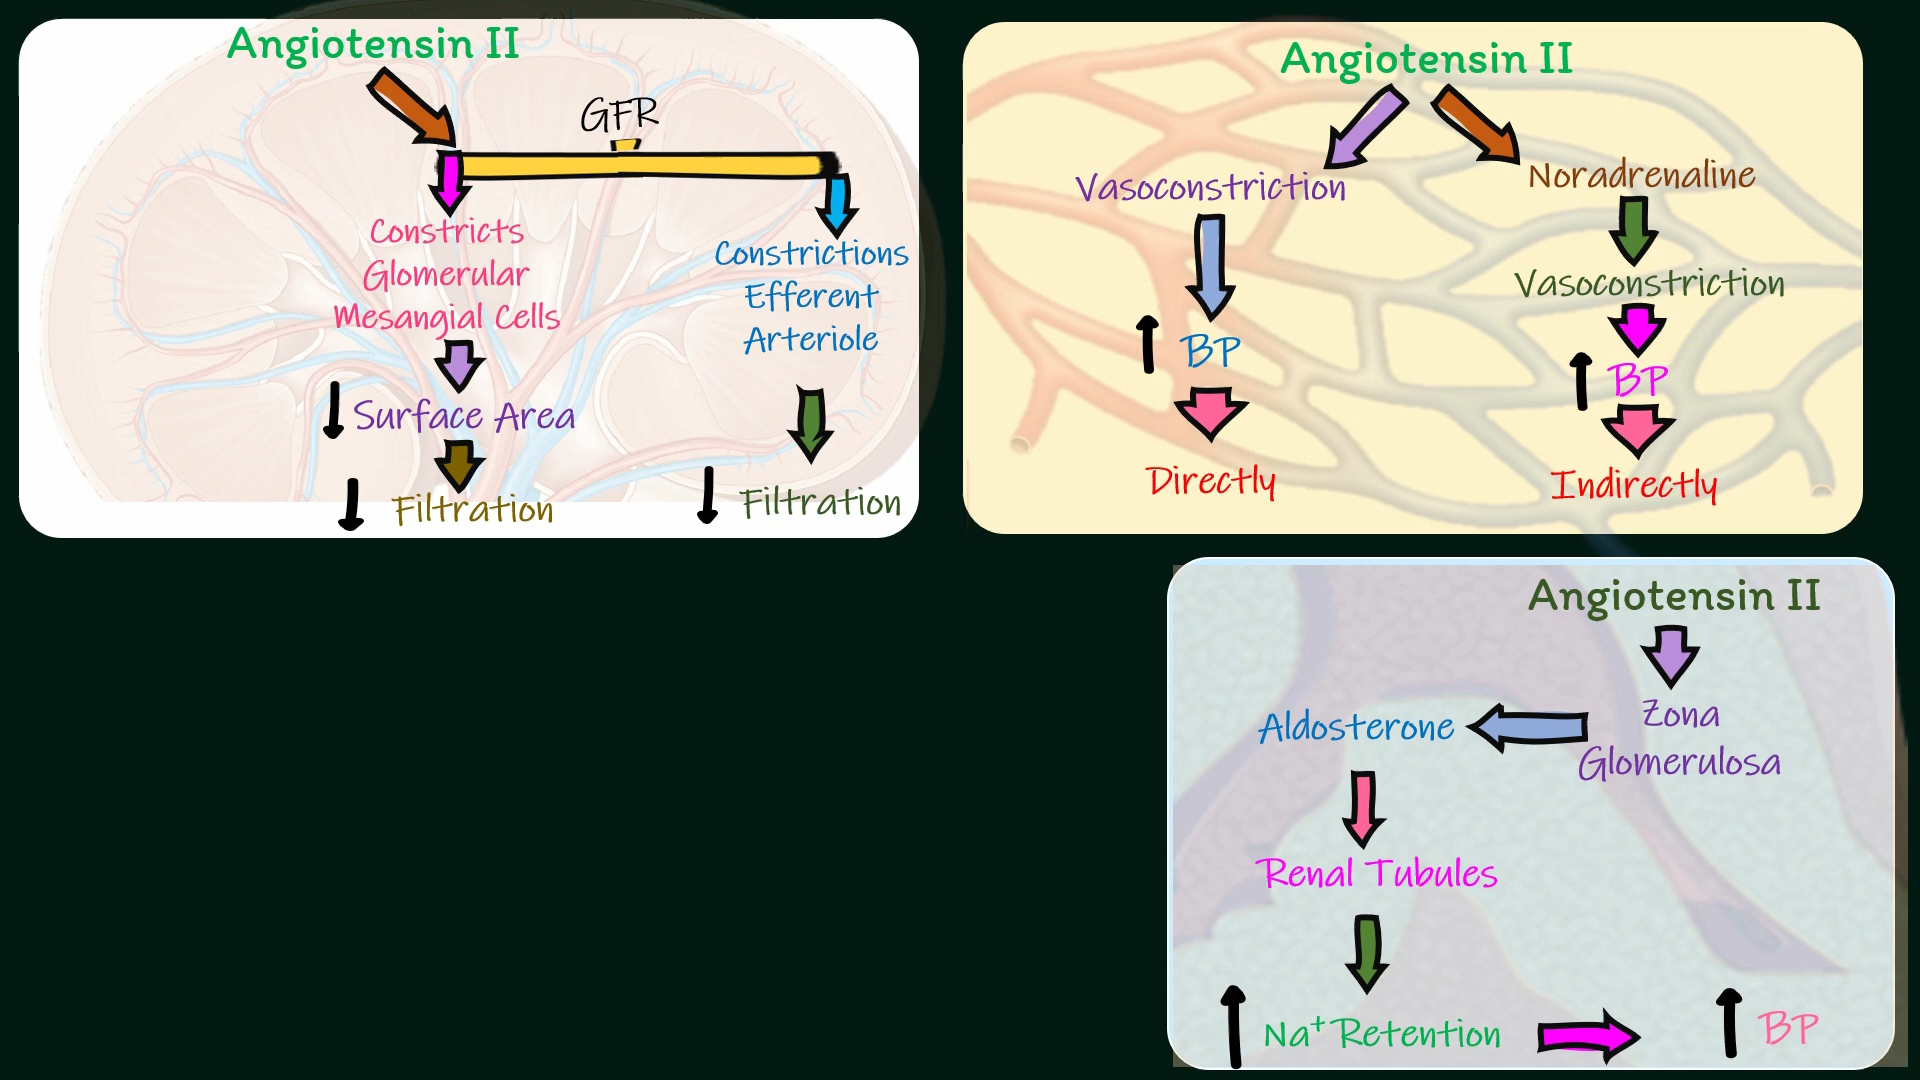 Angiotensin II
GFR
Constricts
Glomerular
Mesangial Cells
Surface Area
Filtration
Constrictions
Efferent
Arteriole
Filtration
Angiotensin II
Vasoconstriction
BP
Directly
Noradrenaline
Vasoconstriction
BP
Indirectly
Angiotensin II
Zona
Glomerulosa
Aldosterone
Renal Tubules
Na⁺ Retention
BP